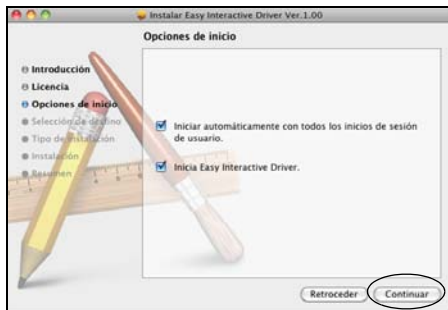 Instalar Easy Interactive Driver Ver.1.00
Opciones de inicio
Introducción
Licencia
Opciones de inicio
Selección de destino
Tipo de instalación
Instalación
Resumen
Iniciar automáticamente con todos los inicios de sesión
de usuario.
Inicia Easy Interactive Driver.
Retroceder
Continuar